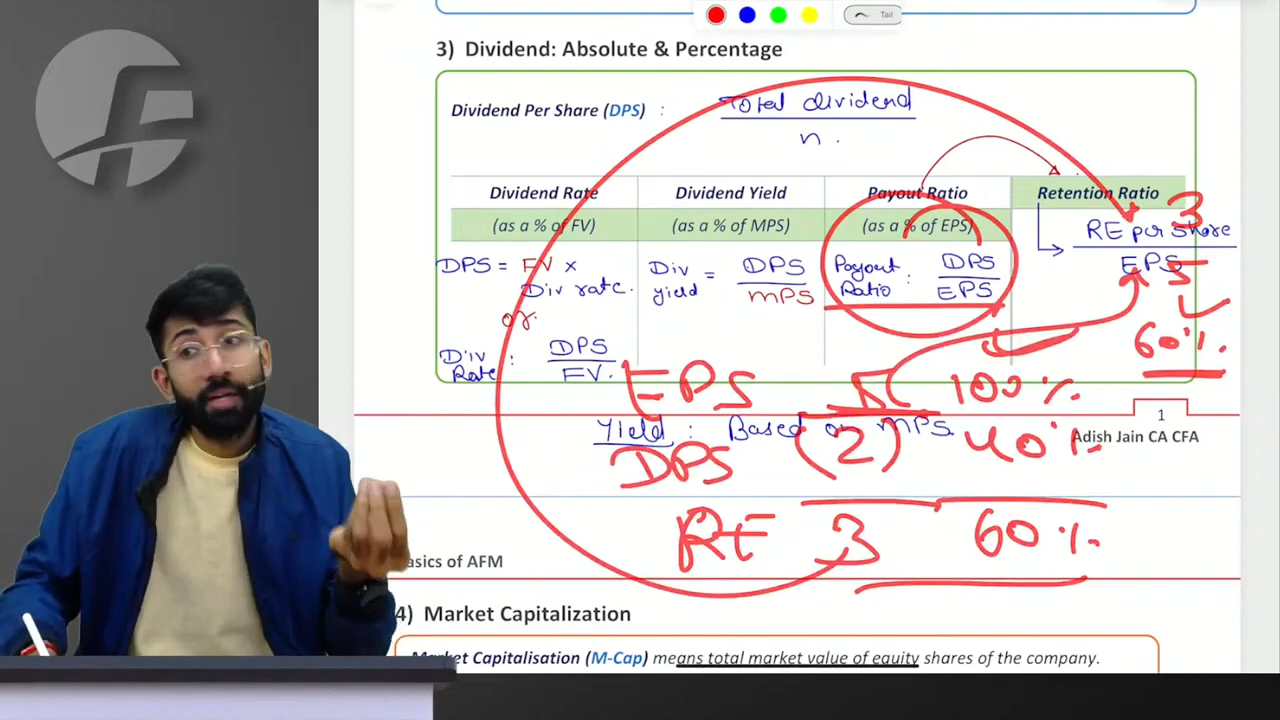 Tail
3) Dividend: Absolute & Percentage
Dividend Per Share (DPS) : Total dividend
n.
Dividend Rate Dividend Yield Payout Ratio Retention Ratio
(as a % of FV) (as a % of MPS) (as a % of EPS)
DPS = FV x
Div rate.
or
Div
Rate : DPS
FV.
Div
yield = DPS
MPS
Payout
Ratio : DPS
EPS
RE per share
EPS
3
5
60%.
EPS 5 100%.
Yield : Based on MPS.
DPS (2) 40%.
RE 3 60%.
1
Adish Jain CA CFA
asics of AFM
4) Market Capitalization
Market Capitalisation (M-Cap) means total market value of equity shares of the company.